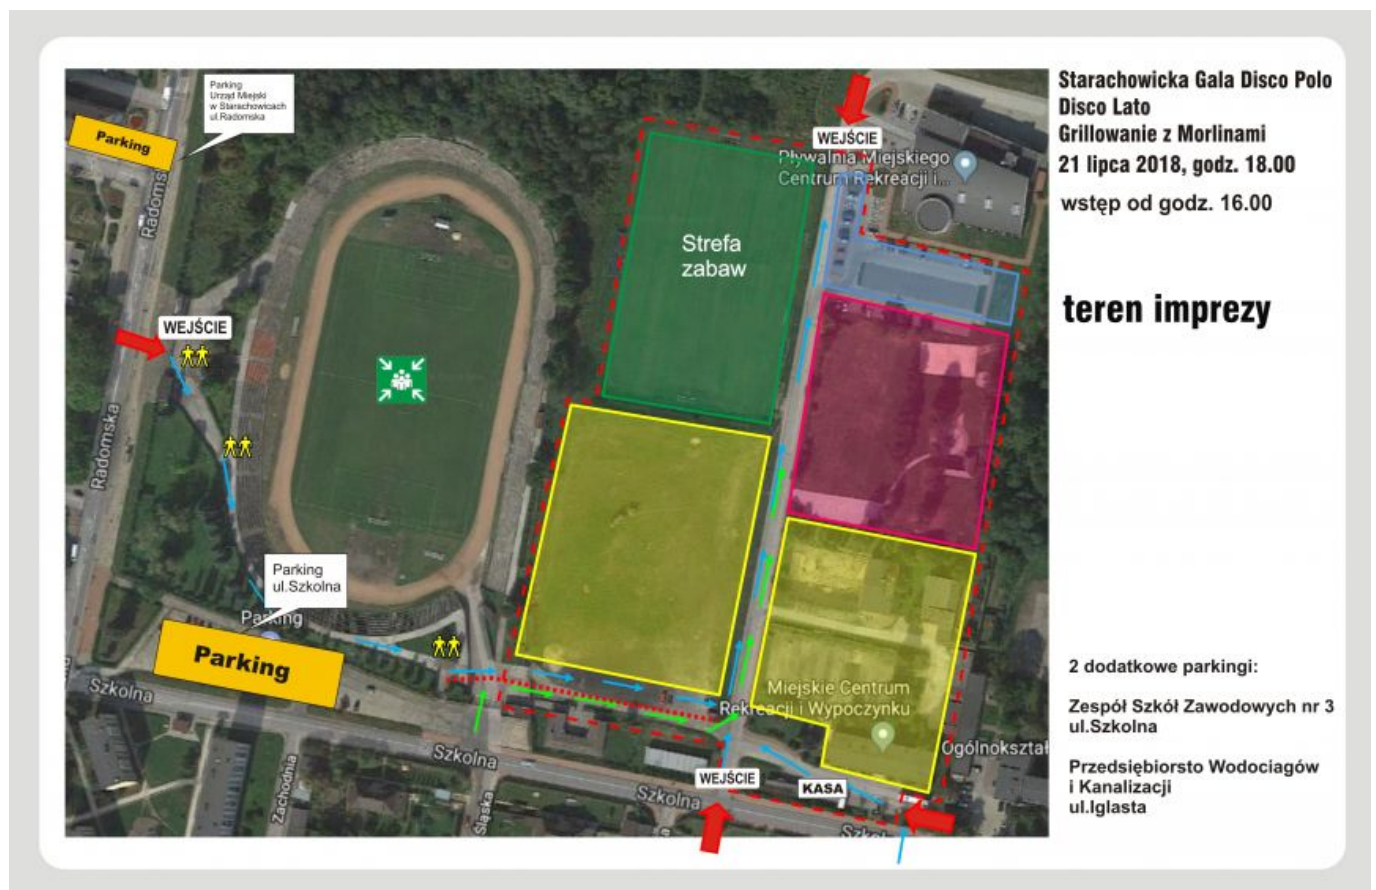 Starachowicka Gala Disco Polo
Disco Lato
Grillowanie z Morlinami
21 lipca 2018, godz. 18.00
wstęp od godz. 16.00
teren imprezy
2 dodatkowe parkingi:
Zespół Szkół Zawodowych nr 3
ul.Szkolna
Przedsiębiorsto Wodociagów
i Kanalizacji
ul.Iglasta
Parking
Urząd Miejski
w Starachowicach
ul.Radomska
Parking
Radomsk
WEJŚCIE
Pływalnia Miejskiego
Centrum Rekreacji i...
Strefa
zabaw
WEJŚCIE
Radomska
Parking
ul.Szkolna
Parking
Parking
Szkolna
Miejskie Centrum
Rekreacji i Wypoczynku
Ogólnokształ
Szkolna
Zachodnia
Śląska
WEJŚCIE
KASA
Szkolna